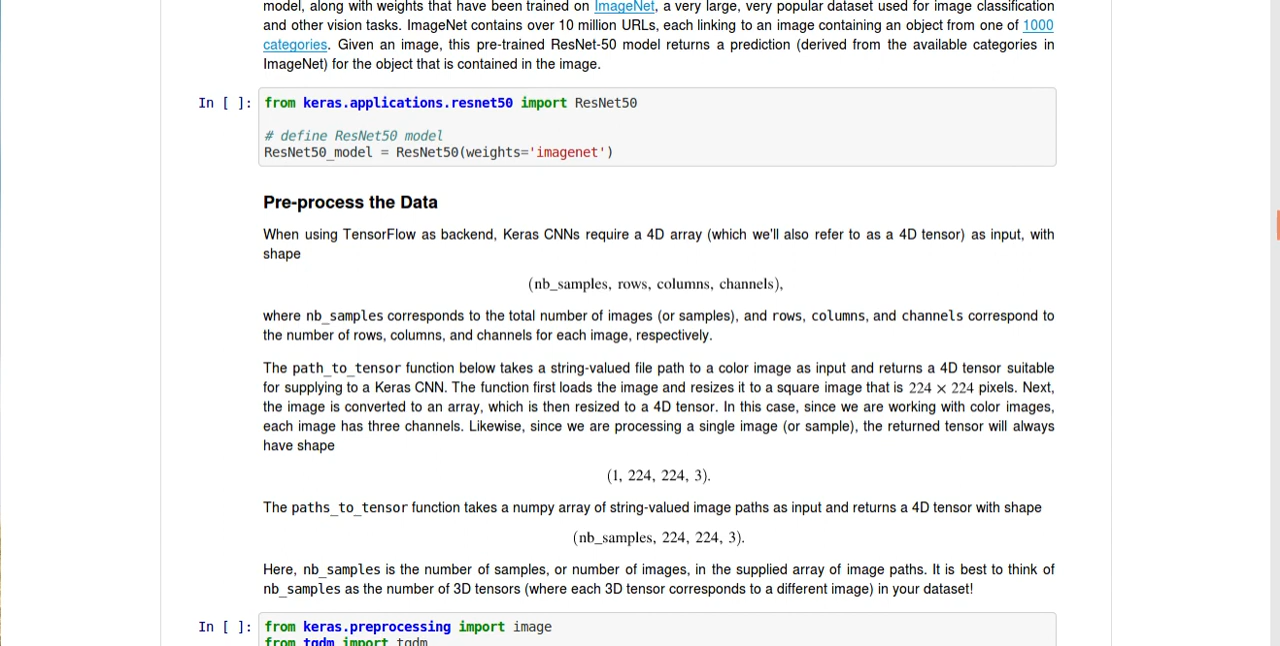 model, along with weights that have been trained on ImageNet, a very large, very popular dataset used for image classification
and other vision tasks. ImageNet contains over 10 million URLs, each linking to an image containing an object from one of 1000
categories. Given an image, this pre-trained ResNet-50 model returns a prediction (derived from the available categories in
ImageNet) for the object that is contained in the image.
In [ ]: from keras.applications.resnet50 import ResNet50
# define ResNet50 model
ResNet50_model = ResNet50(weights='imagenet')
Pre-process the Data
When using TensorFlow as backend, Keras CNNs require a 4D array (which we'll also refer to as a 4D tensor) as input, with
shape
(nb_samples, rows, columns, channels),
where nb_samples corresponds to the total number of images (or samples), and rows, columns, and channels correspond to
the number of rows, columns, and channels for each image, respectively.
The path_to_tensor function below takes a string-valued file path to a color image as input and returns a 4D tensor suitable
for supplying to a Keras CNN. The function first loads the image and resizes it to a square image that is 224 × 224 pixels. Next,
the image is converted to an array, which is then resized to a 4D tensor. In this case, since we are working with color images,
each image has three channels. Likewise, since we are processing a single image (or sample), the returned tensor will always
have shape
(1, 224, 224, 3).
The paths_to_tensor function takes a numpy array of string-valued image paths as input and returns a 4D tensor with shape
(nb_samples, 224, 224, 3).
Here, nb_samples is the number of samples, or number of images, in the supplied array of image paths. It is best to think of
nb_samples as the number of 3D tensors (where each 3D tensor corresponds to a different image) in your dataset!
In [ ]: from keras.preprocessing import image
from tqdm import tqdm